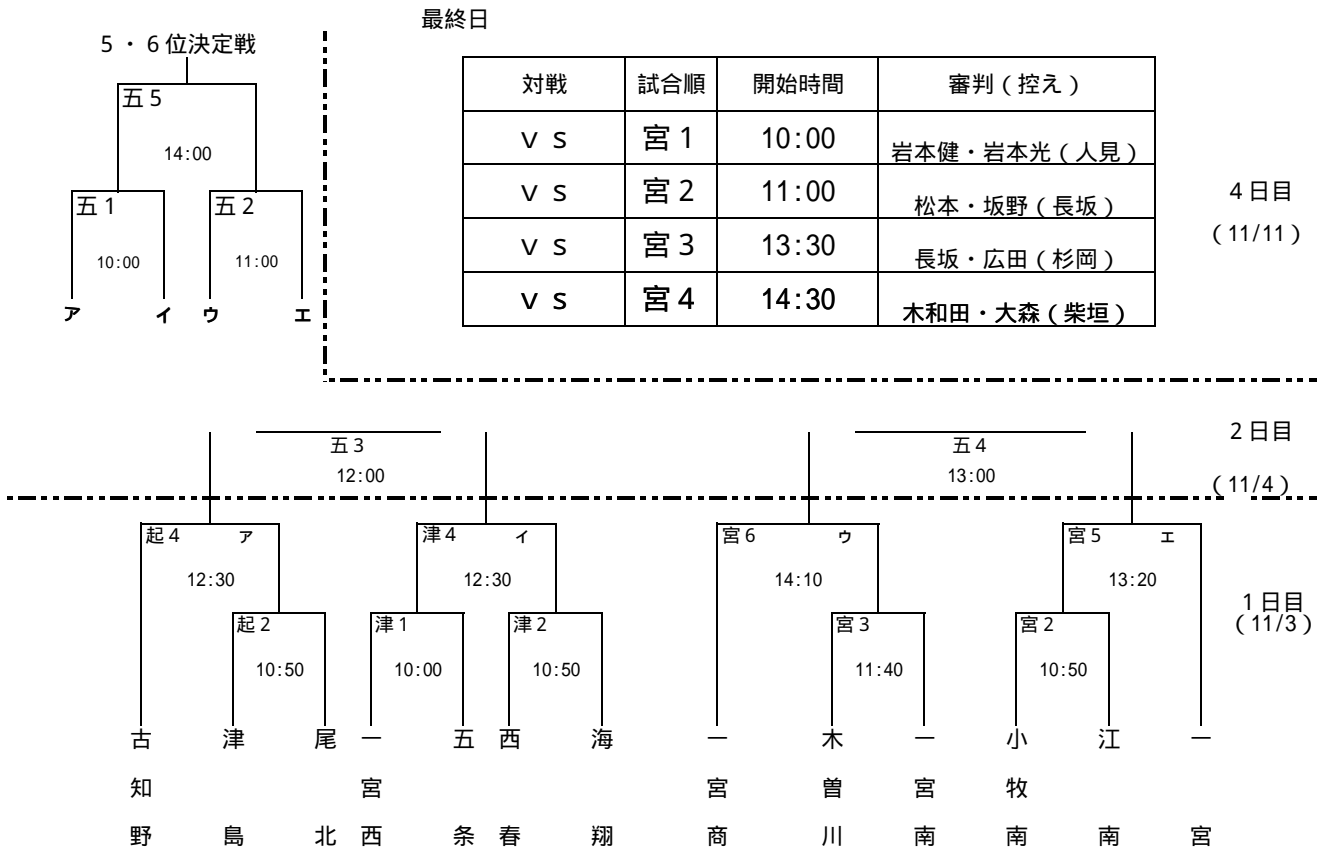 最終日
5・6位決定戦
五5
14:00
五1
五2
10:00
11:00
ア イ ウ エ
対戦 試合順 開始時間 審判(控え)
vs 宮1 10:00 岩本健・岩本光(人見)
vs 宮2 11:00 松本・坂野(長坂)
vs 宮3 13:30 長坂・広田(杉岡)
vs 宮4 14:30 木和田・大森(柴垣)
4日目
(11/11)
五3
12:00
五4
13:00
2日目
(11/4)
起4 ア
12:30
津4 イ
12:30
宮6 ウ
14:10
宮5 エ
13:20
1日目
(11/3)
起2
10:50
津1
10:00
津2
10:50
宮3
11:40
宮2
10:50
古知野
津島
尾北
一宮西
五条
西春
海翔
一宮商
木曽川
一宮南
小牧南
江南
一宮